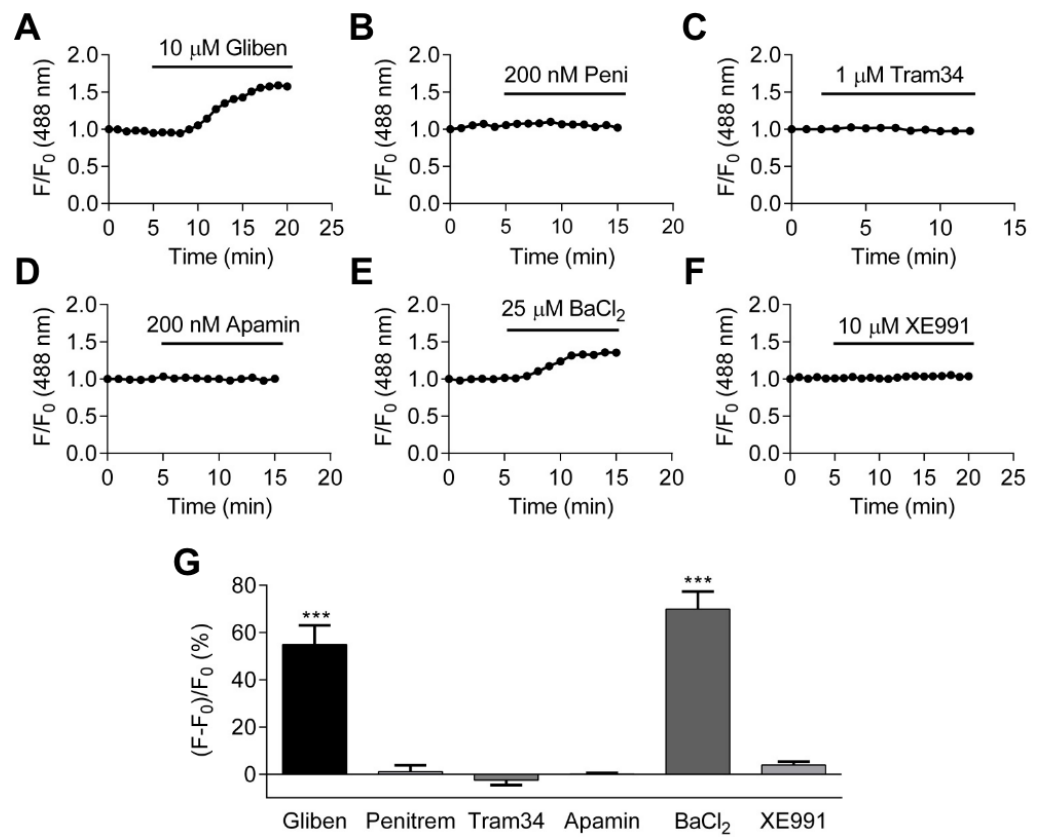 A
10 μM Gliben
2.0
1.5
1.0
0.5
0.0
F/F0 (488 nm)
0 5 10 15 20 25
Time (min)
B
200 nM Peni
2.0
1.5
1.0
0.5
0.0
F/F0 (488 nm)
0 5 10 15 20
Time (min)
C
1 μM Tram34
2.0
1.5
1.0
0.5
0.0
F/F0 (488 nm)
0 5 10 15
Time (min)
D
200 nM Apamin
2.0
1.5
1.0
0.5
0.0
F/F0 (488 nm)
0 5 10 15 20
Time (min)
E
25 μM BaCl2
2.0
1.5
1.0
0.5
0.0
F/F0 (488 nm)
0 5 10 15 20
Time (min)
F
10 μM XE991
2.0
1.5
1.0
0.5
0.0
F/F0 (488 nm)
0 5 10 15 20 25
Time (min)
G
80
60
40
20
0
(F-F0)/F0 (%)
***
***
Gliben Penitrem Tram34 Apamin BaCl2 XE991